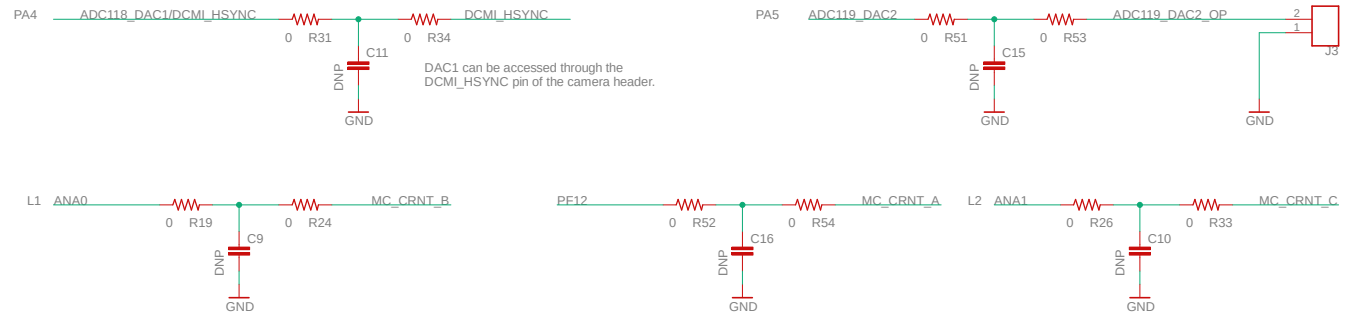 PA4 ADC118_DAC1/DCMI_HSYNC DCMI_HSYNC
0 R31 0 R34
C11
DNP
GND
DAC1 can be accessed through the
DCMI_HSYNC pin of the camera header.
PA5 ADC119_DAC2 ADC119_DAC2_OP 2
1
0 R51 0 R53
J3
C15
DNP
GND
GND
L1 ANA0 MC_CRNT_B
0 R19 0 R24
C9
DNP
GND
PF12 MC_CRNT_A
0 R52 0 R54
C16
DNP
GND
L2 ANA1 MC_CRNT_C
0 R26 0 R33
C10
DNP
GND